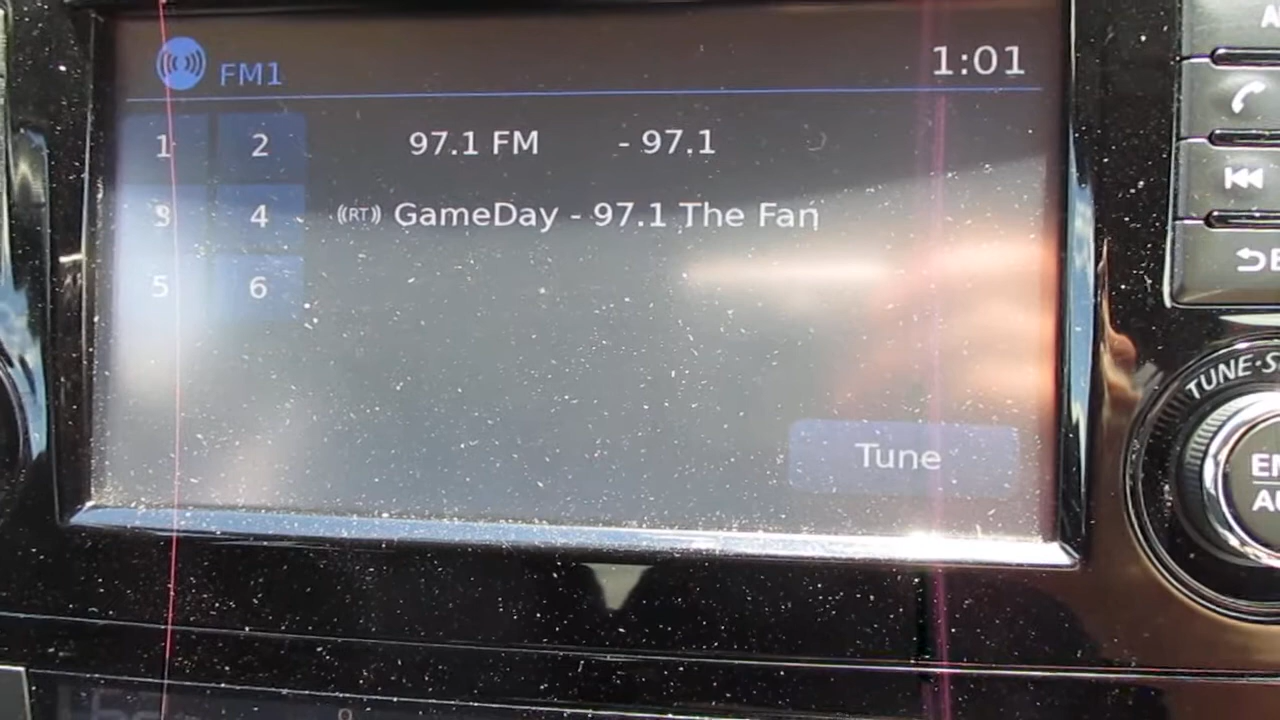 FM1 1:01
1 2 97.1 FM - 97.1
3 4 ((RT)) GameDay - 97.1 The Fan
5 6
Tune
TUNE·S